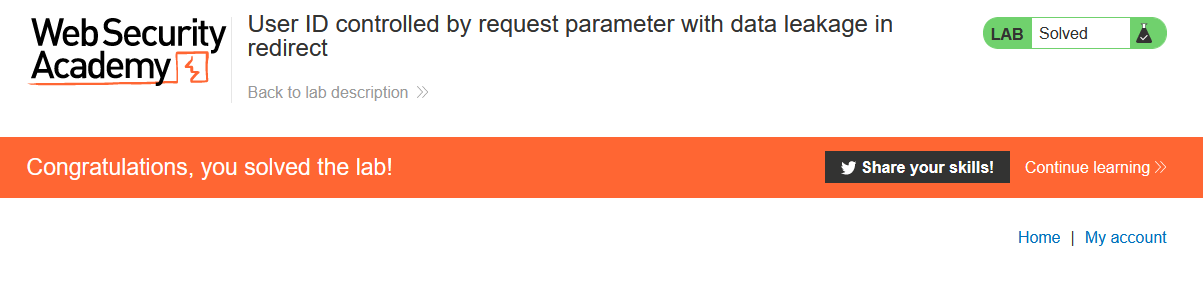 Web Security
Academy
User ID controlled by request parameter with data leakage in
redirect
Back to lab description
LAB Solved
Congratulations, you solved the lab!
Share your skills!
Continue learning
Home | My account